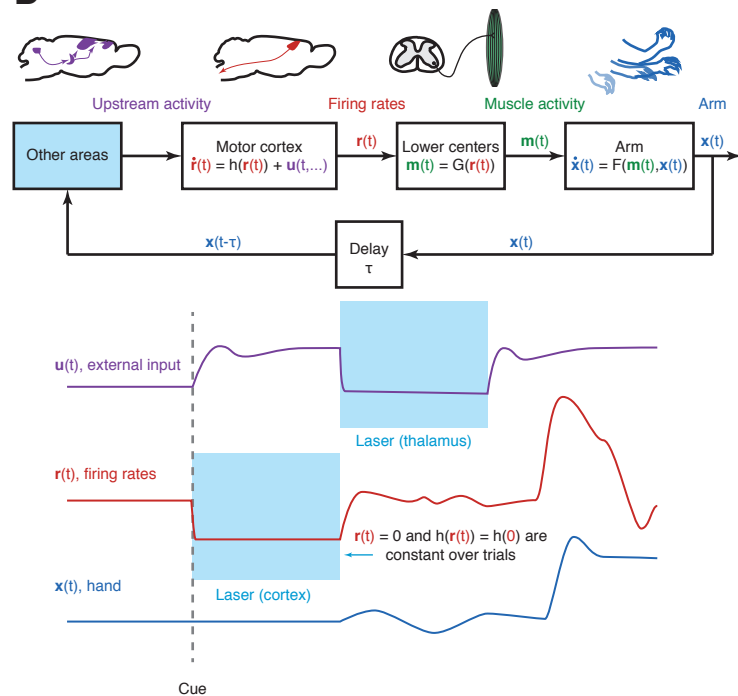 Upstream activity
Firing rates
Muscle activity
Arm
Other areas
Motor cortex
ṙ(t) = h(r(t)) + u(t,...)
r(t)
Lower centers
m(t) = G(r(t))
m(t)
Arm
ẋ(t) = F(m(t),x(t))
x(t)
x(t-τ)
Delay
τ
x(t)
u(t), external input
Laser (thalamus)
r(t), firing rates
r(t) = 0 and h(r(t)) = h(0) are
constant over trials
x(t), hand
Laser (cortex)
Cue